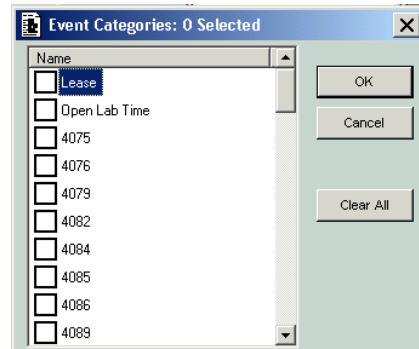 Event Categories: 0 Selected
Name
Lease
Open Lab Time
4075
4076
4079
4082
4084
4085
4086
4089
OK
Cancel
Clear All